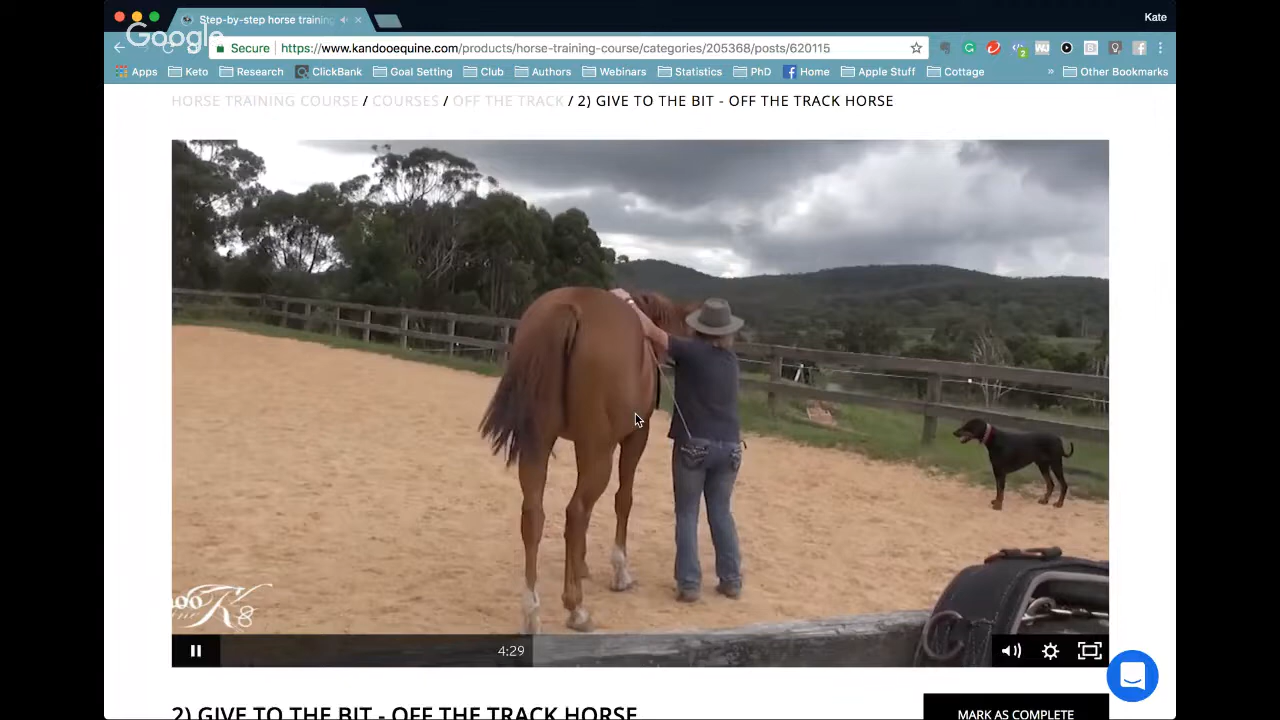 Step-by-step horse training
Kate
Google
Secure
https://www.kandooequine.com/products/horse-training-course/categories/205368/posts/620115
Apps
Keto
Research
ClickBank
Goal Setting
Club
Authors
Webinars
Statistics
PhD
Home
Apple Stuff
Cottage
»
Other Bookmarks
HORSE TRAINING COURSE / COURSES / OFF THE TRACK / 2) GIVE TO THE BIT - OFF THE TRACK HORSE
4:29
2) GIVE TO THE BIT - OFF THE TRACK HORSE
MARK AS COMPLETE